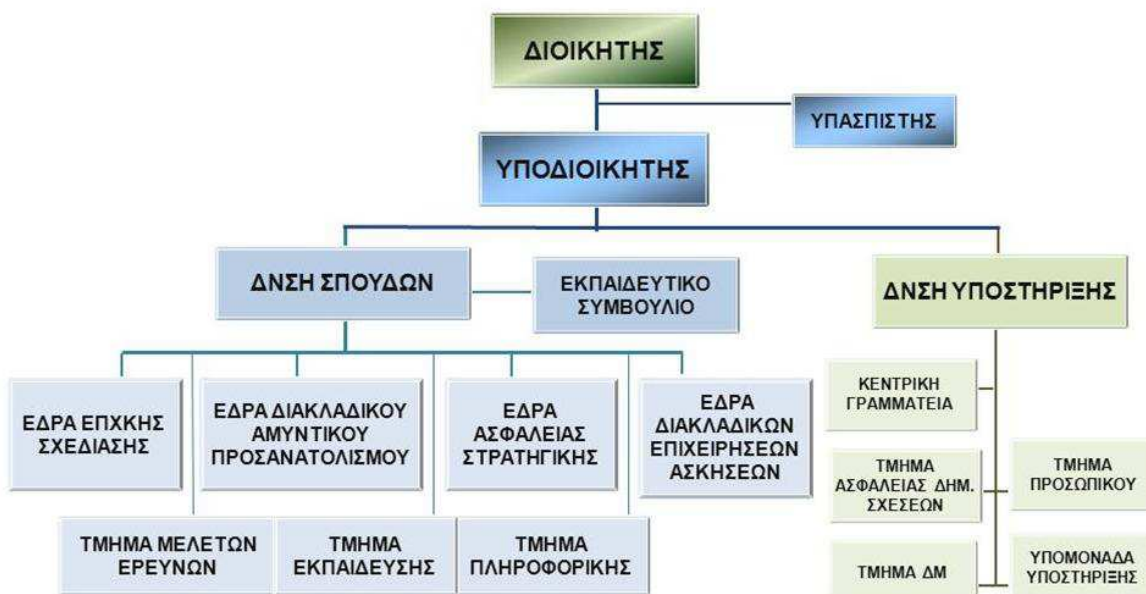 ΔΙΟΙΚΗΤΗΣ
ΥΠΑΣΠΙΣΤΗΣ
ΥΠΟΔΙΟΙΚΗΤΗΣ
ΔΝΣΗ ΣΠΟΥΔΩΝ
ΕΚΠΑΙΔΕΥΤΙΚΟ
ΣΥΜΒΟΥΛΙΟ
ΔΝΣΗ ΥΠΟΣΤΗΡΙΞΗΣ
ΕΔΡΑ ΕΠΧΚΗΣ
ΣΧΕΔΙΑΣΗΣ
ΕΔΡΑ ΔΙΑΚΛΑΔΙΚΟΥ
ΑΜΥΝΤΙΚΟΥ
ΠΡΟΣΑΝΑΤΟΛΙΣΜΟΥ
ΕΔΡΑ
ΑΣΦΑΛΕΙΑΣ
ΣΤΡΑΤΗΓΙΚΗΣ
ΕΔΡΑ
ΔΙΑΚΛΑΔΙΚΩΝ
ΕΠΙΧΕΙΡΗΣΕΩΝ
ΑΣΚΗΣΕΩΝ
ΤΜΗΜΑ ΜΕΛΕΤΩΝ
ΕΡΕΥΝΩΝ
ΤΜΗΜΑ
ΕΚΠΑΙΔΕΥΣΗΣ
ΤΜΗΜΑ
ΠΛΗΡΟΦΟΡΙΚΗΣ
ΚΕΝΤΡΙΚΗ
ΓΡΑΜΜΑΤΕΙΑ
ΤΜΗΜΑ
ΑΣΦΑΛΕΙΑΣ ΔΗΜ.
ΣΧΕΣΕΩΝ
ΤΜΗΜΑ
ΠΡΟΣΩΠΙΚΟΥ
ΤΜΗΜΑ ΔΜ
ΥΠΟΜΟΝΑΔΑ
ΥΠΟΣΤΗΡΙΞΗΣ